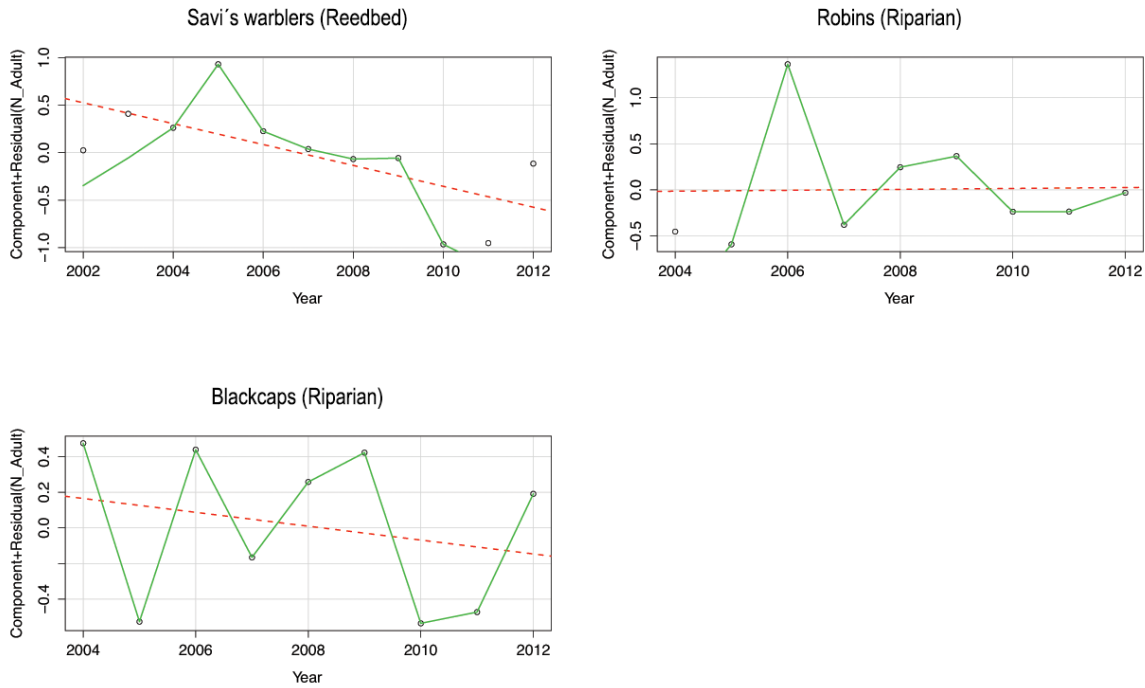 Savi´s warblers (Reedbed)
Component+Residual(N_Adult)
1.0
0.5
0.0
−0.5
−1.0
2002 2004 2006 2008 2010 2012
Year
Robins (Riparian)
Component+Residual(N_Adult)
1.0
0.5
0.0
−0.5
2004 2006 2008 2010 2012
Year
Blackcaps (Riparian)
Component+Residual(N_Adult)
0.4
0.2
0.0
−0.4
2004 2006 2008 2010 2012
Year